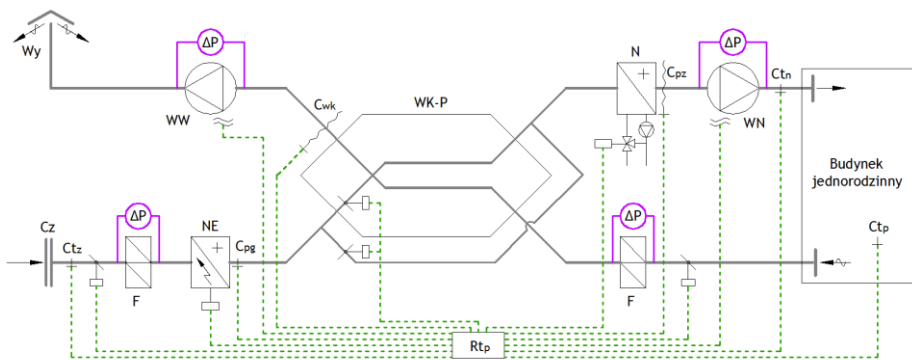 ΔP
ΔP
Wy
N
Cpz
Ctn
Cwk
WK-P
WW
WN
Budynek
jednorodzinny
Cz
Ctz
ΔP
NE
Cpg
ΔP
Ctp
F
F
Rtp